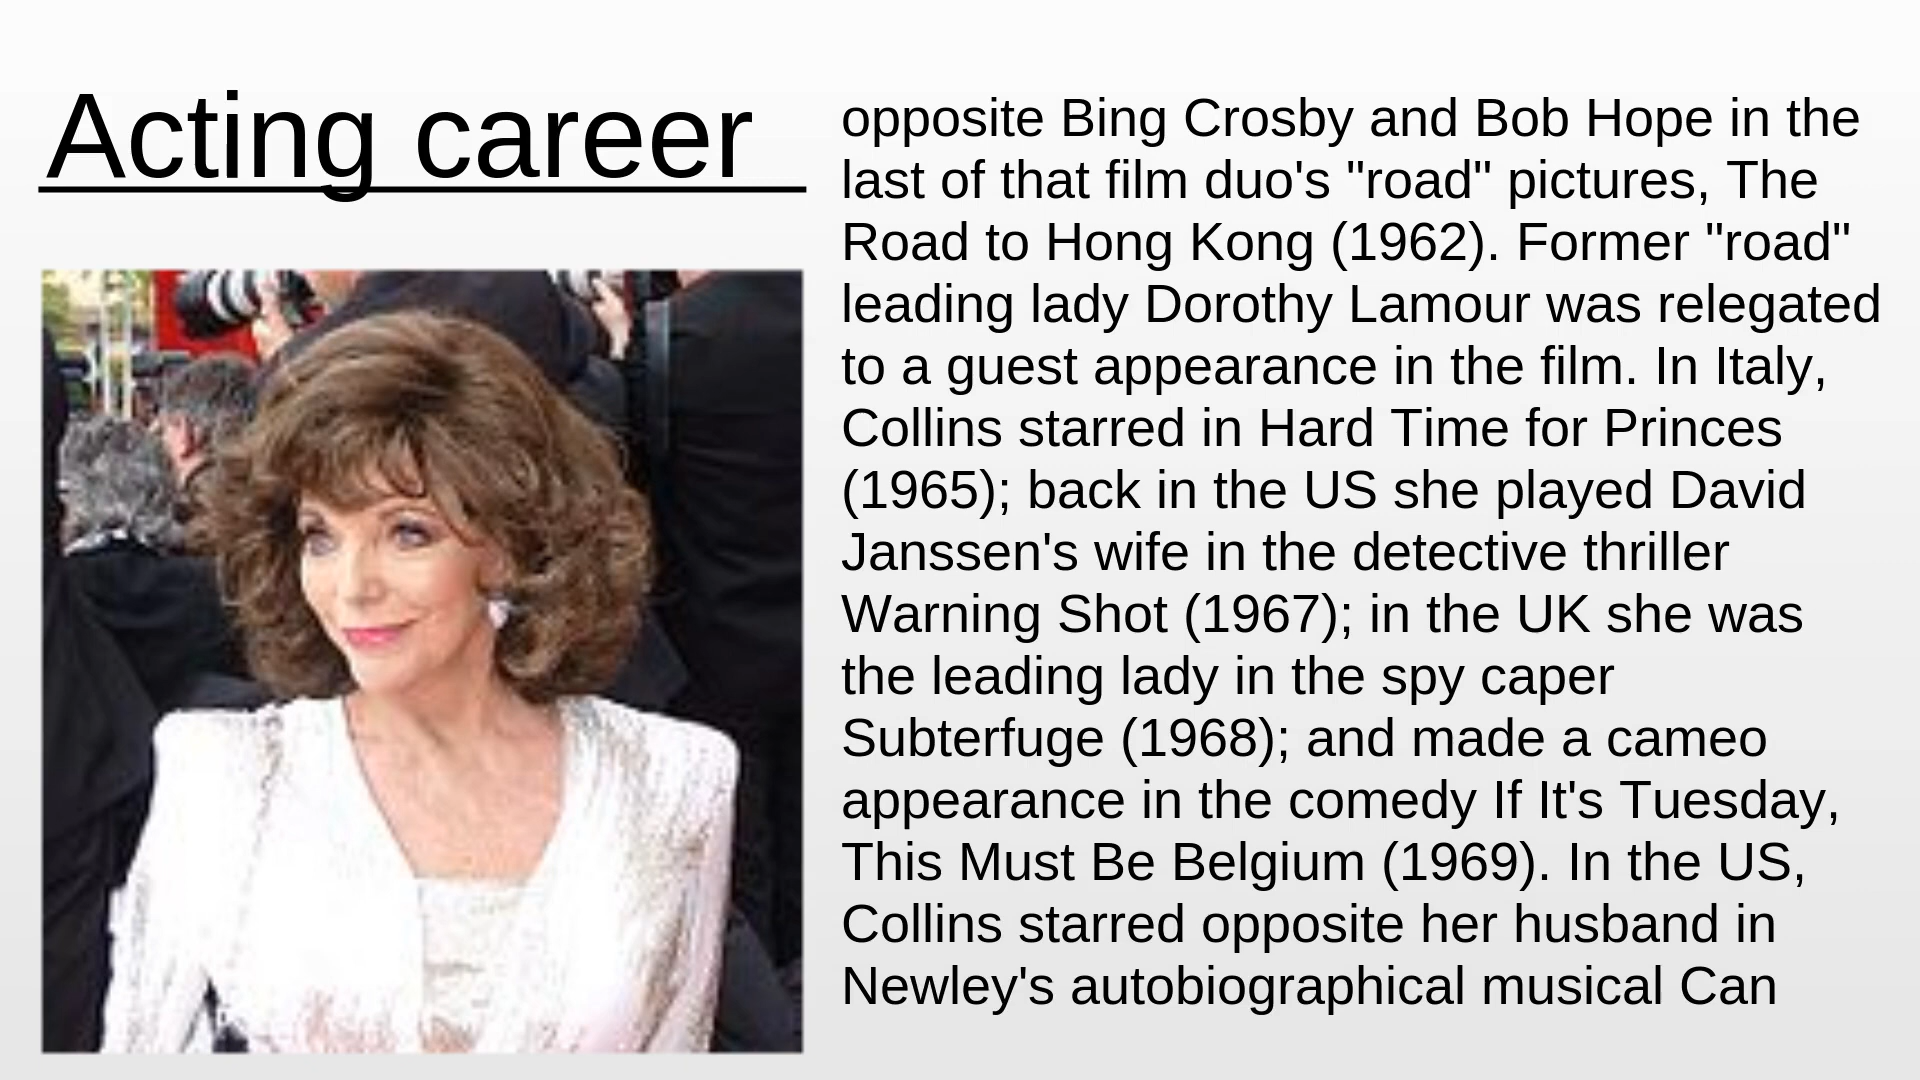 Acting career
opposite Bing Crosby and Bob Hope in the
last of that film duo's "road" pictures, The
Road to Hong Kong (1962). Former "road"
leading lady Dorothy Lamour was relegated
to a guest appearance in the film. In Italy,
Collins starred in Hard Time for Princes
(1965); back in the US she played David
Janssen's wife in the detective thriller
Warning Shot (1967); in the UK she was
the leading lady in the spy caper
Subterfuge (1968); and made a cameo
appearance in the comedy If It's Tuesday,
This Must Be Belgium (1969). In the US,
Collins starred opposite her husband in
Newley's autobiographical musical Can